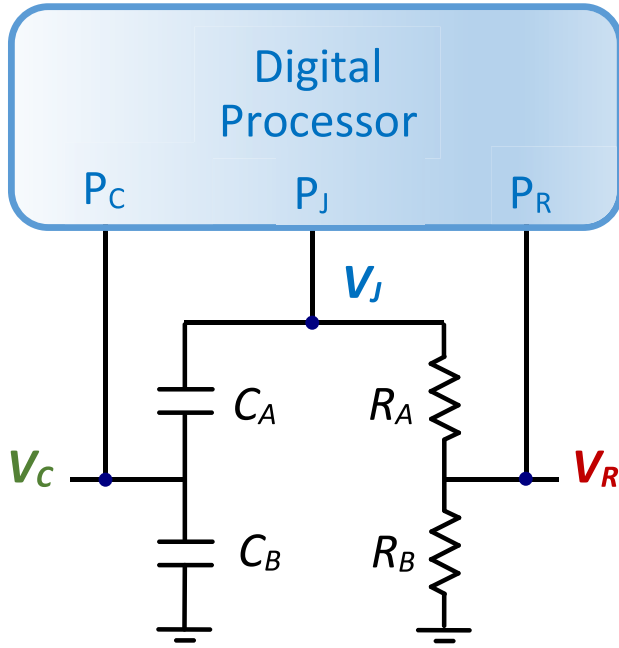 Digital
Processor
P_C P_J P_R
V_J
C_A R_A
V_C V_R
C_B R_B